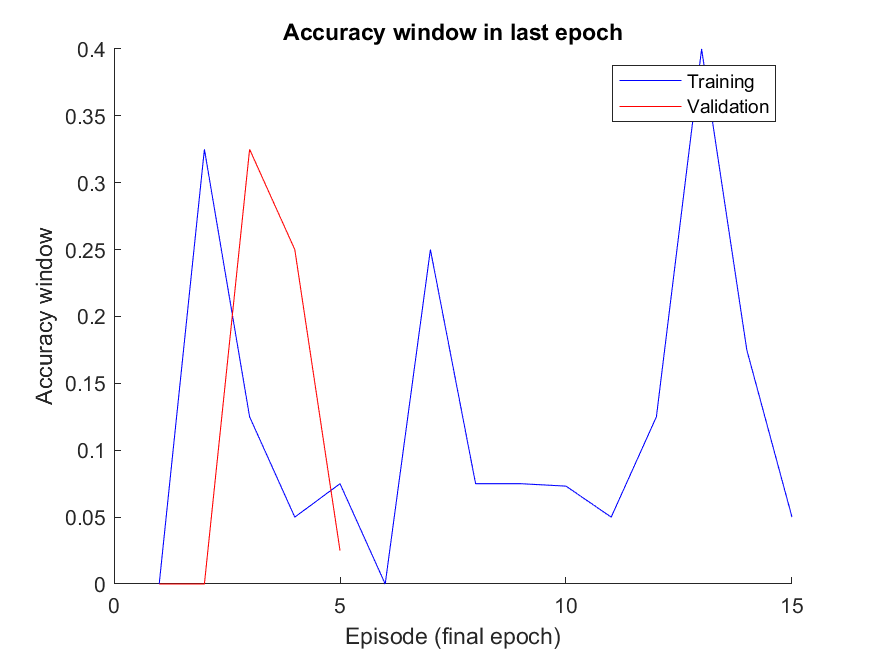 Accuracy window in last epoch
0.4
0.35
0.3
0.25
0.2
0.15
0.1
0.05
0
Accuracy window
Training
Validation
0
5
10
15
Episode (final epoch)